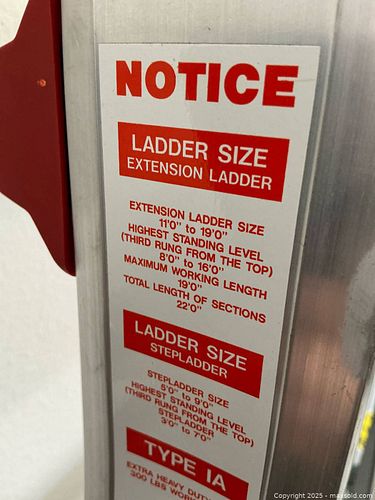 NOTICE
LADDER SIZE
EXTENSION LADDER
EXTENSION LADDER SIZE
11'0" to 19'0"
HIGHEST STANDING LEVEL
(THIRD RUNG FROM THE TOP)
8'0" to 16'0"
MAXIMUM WORKING LENGTH
19'0"
TOTAL LENGTH OF SECTIONS
22'0"
LADDER SIZE
STEPLADDER
STEPLADDER SIZE
5'0" to 9'0"
HIGHEST STANDING LEVEL
(THIRD RUNG FROM THE TOP)
STEPLADDER
3'0" to 7'0"
TYPE IA
EXTRA HEAVY DUTY
300 LBS
Copyright 2025 - maxsold.com